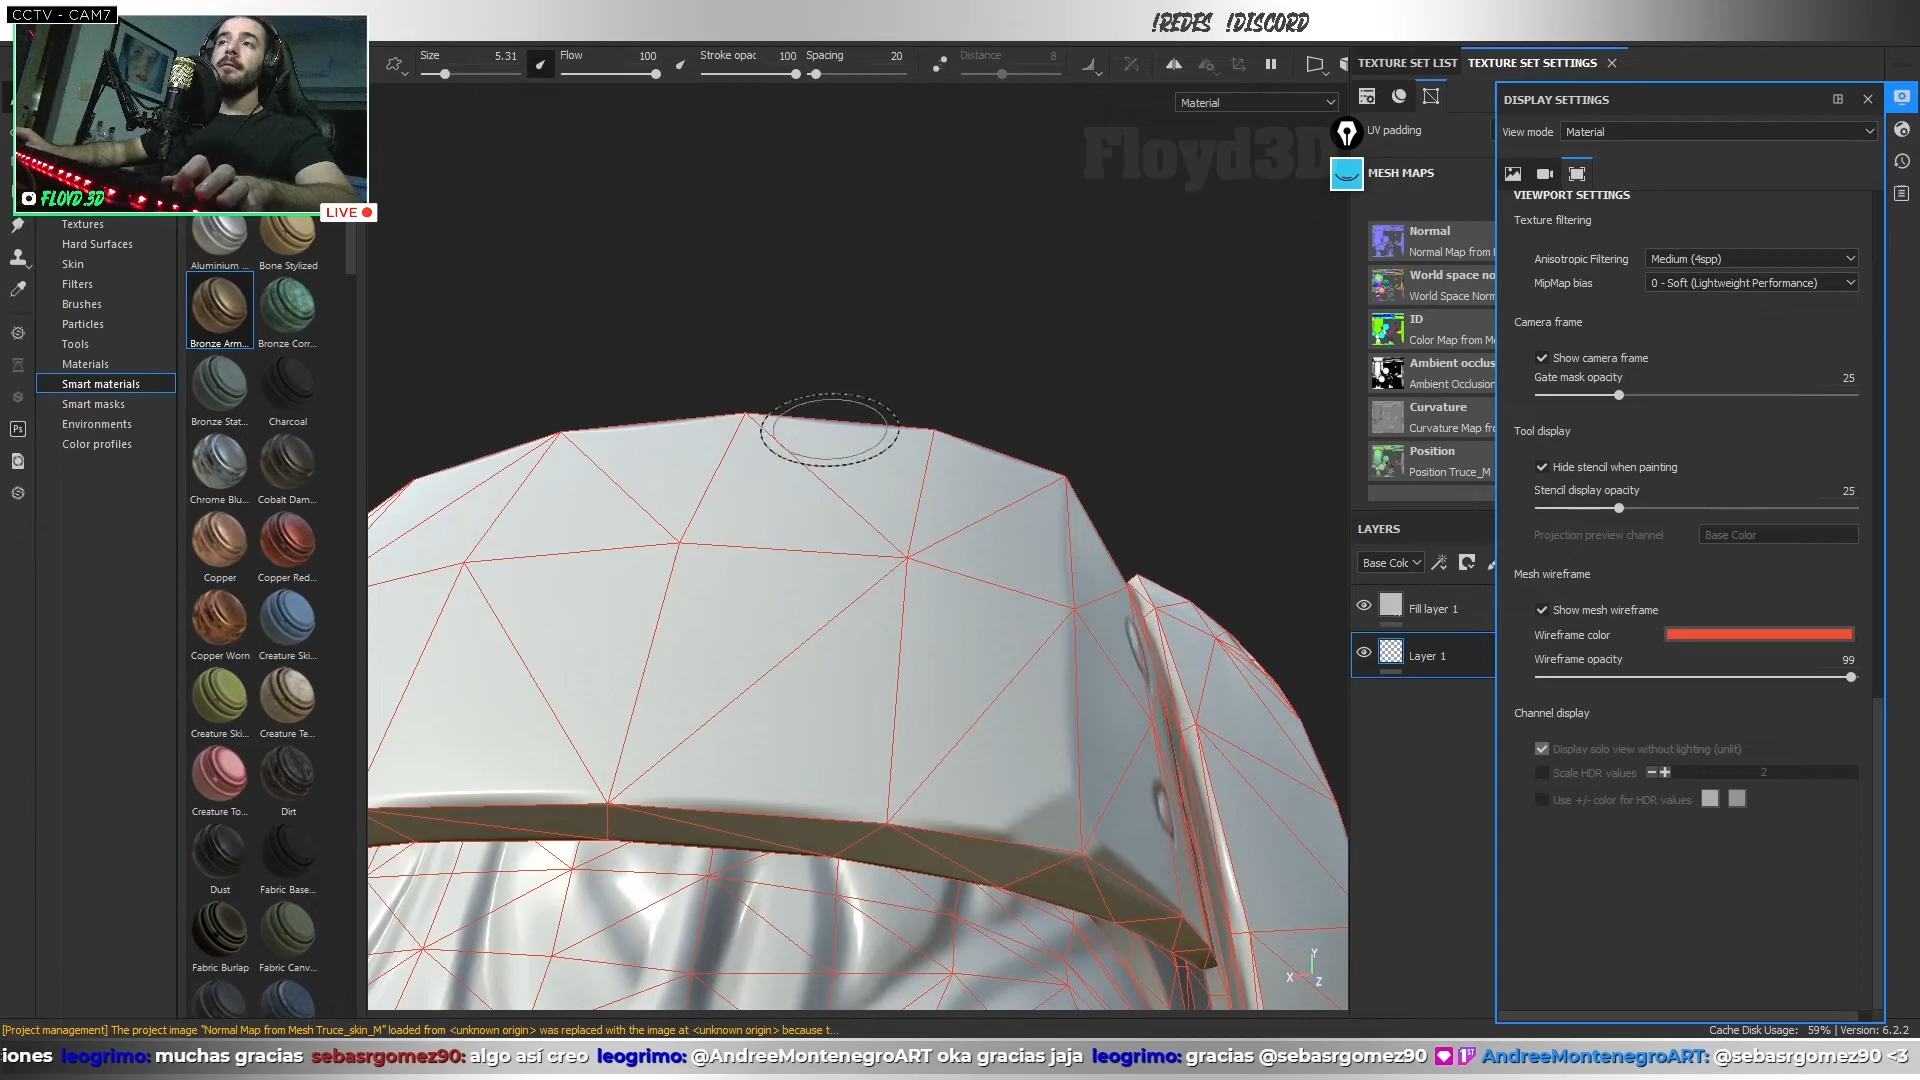 CCTV - CAM7
!REDES !DISCORD
FLOYD.3D
LIVE
Size 5.31
Flow 100
Stroke opac 100
Spacing 20
Distance 8
Material
Floyd3D
TEXTURE SET LIST
TEXTURE SET SETTINGS
UV padding
MESH MAPS
Normal
Normal Map from
World space no
World Space Norm
ID
Color Map from Me
Ambient occlus
Ambient Occlusion
Curvature
Curvature Map fro
Position
Position Truce_M
LAYERS
Base Colc
Fill layer 1
Layer 1
DISPLAY SETTINGS
View mode Material
VIEWPORT SETTINGS
Texture filtering
Anisotropic Filtering Medium (4spp)
MipMap bias 0 - Soft (Lightweight Performance)
Camera frame
Show camera frame
Gate mask opacity 25
Tool display
Hide stencil when painting
Stencil display opacity 25
Projection preview channel Base Color
Mesh wireframe
Show mesh wireframe
Wireframe color
Wireframe opacity 99
Channel display
Display solo view without lighting (unlit)
Scale HDR values 2
Use +/- color for HDR values
Textures
Hard Surfaces
Skin
Filters
Brushes
Particles
Tools
Materials
Smart materials
Smart masks
Environments
Color profiles
Ps
Aluminium ... Bone Stylized
Bronze Arm... Bronze Corr...
Bronze Stat... Charcoal
Chrome Blu... Cobalt Dam...
Copper Copper Red...
Copper Worn Creature Ski...
Creature Ski... Creature Te...
Creature To... Dirt
Dust Fabric Base...
Fabric Burlap Fabric Canv...
Y
X
Z
[Project management] The project image "Normal Map from Mesh Truce_skin_M" loaded from <unknown origin> was replaced with the image at <unknown origin> because t...
Cache Disk Usage: 59% | Version: 6.2.2
iones leogrimo: muchas gracias sebasrgomez90: algo así creo leogrimo: @AndreeMontenegroART oka gracias jaja leogrimo: gracias @sebasrgomez90 1ST AndreeMontenegroART: @sebasrgomez90 <3